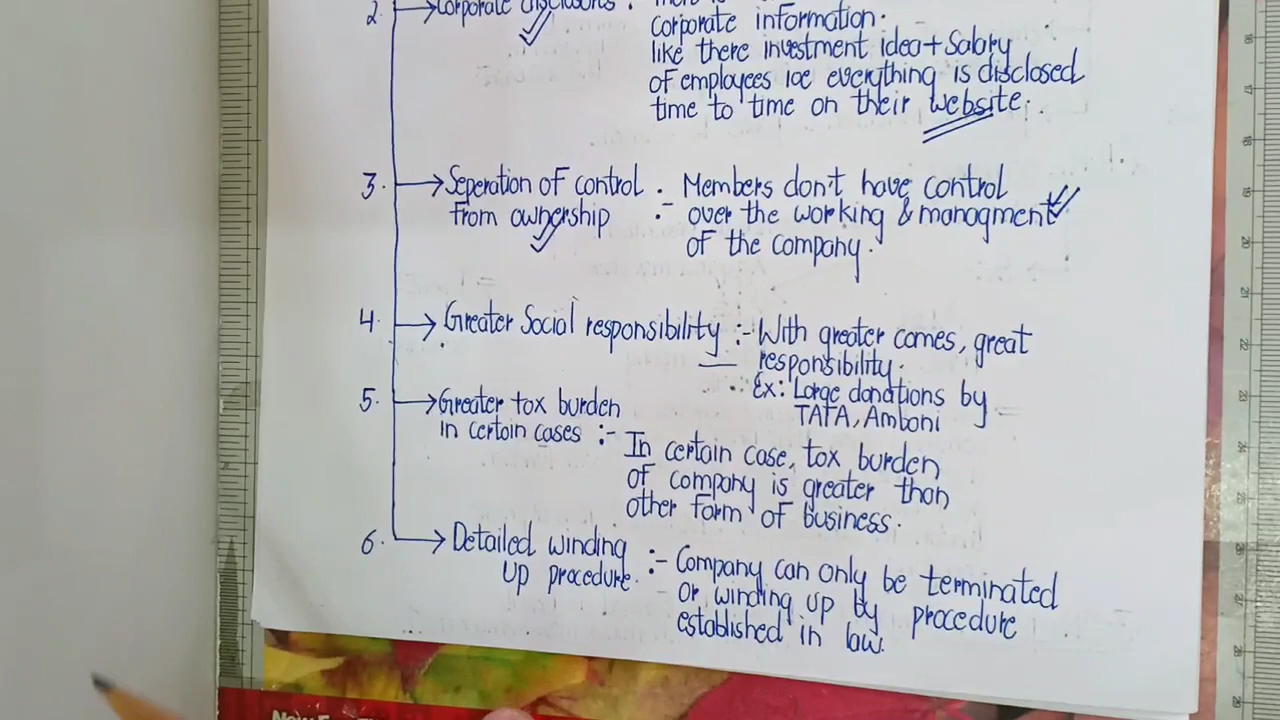 2. → Corporate disclosures :
corporate information.
like there investment idea + Salary
of employees ice everything is disclosed
time to time on their website.
3. → Seperation of control :- Members don't have control
from ownership over the working & managment
of the company.
4. → Greater Social responsibility :- With greater comes, great
responsibility.
Ex: Large donations by
TATA, Ambani
5. → Greater tax burden
in certain cases :- In certain case, tax burden
of company is greater than
other form of business.
6. → Detailed winding :- Company can only be terminated
up procedure. or winding up by procedure
established in law.